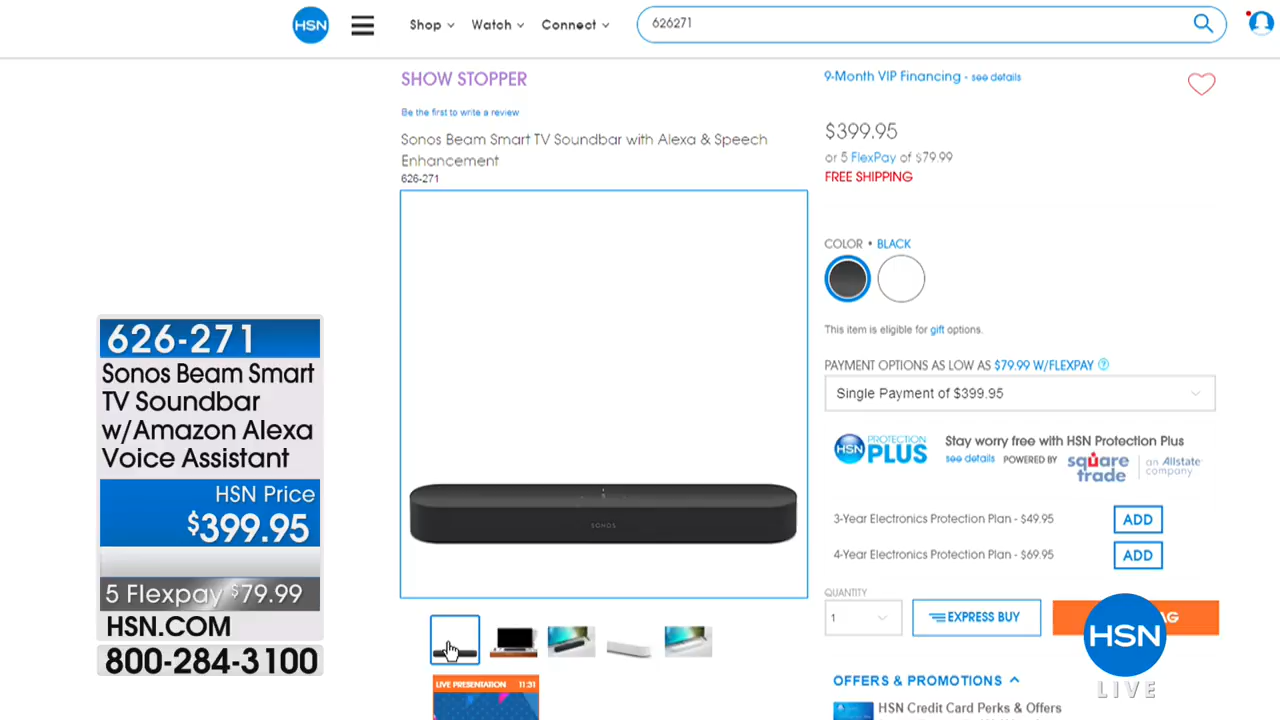 HSN
Shop
Watch
Connect
626271
SHOW STOPPER
Be the first to write a review
Sonos Beam Smart TV Soundbar with Alexa & Speech
Enhancement
626-271
SONOS
9-Month VIP Financing - see details
$399.95
or 5 FlexPay of $79.99
FREE SHIPPING
COLOR • BLACK
This item is eligible for gift options.
PAYMENT OPTIONS AS LOW AS $79.99 W/FLEXPAY ?
Single Payment of $399.95
HSN PROTECTION PLUS
Stay worry free with HSN Protection Plus
see details POWERED BY square trade an Allstate company
3-Year Electronics Protection Plan - $49.95
ADD
4-Year Electronics Protection Plan - $69.95
ADD
QUANTITY
1
EXPRESS BUY
AG
OFFERS & PROMOTIONS
HSN Credit Card Perks & Offers
LIVE PRESENTATION 11:31
626-271
Sonos Beam Smart
TV Soundbar
w/Amazon Alexa
Voice Assistant
HSN Price
$399.95
5 Flexpay $79.99
HSN.COM
800-284-3100
HSN
LIVE